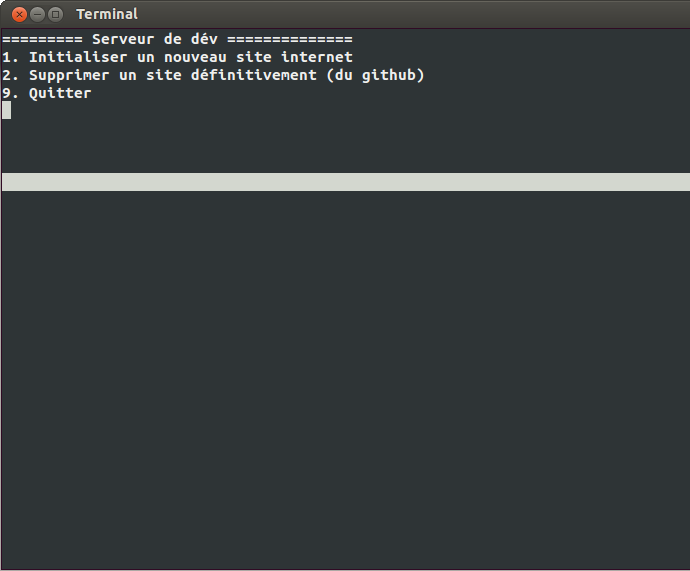 Terminal
========= Serveur de dév ==============
1. Initialiser un nouveau site internet
2. Supprimer un site définitivement (du github)
9. Quitter